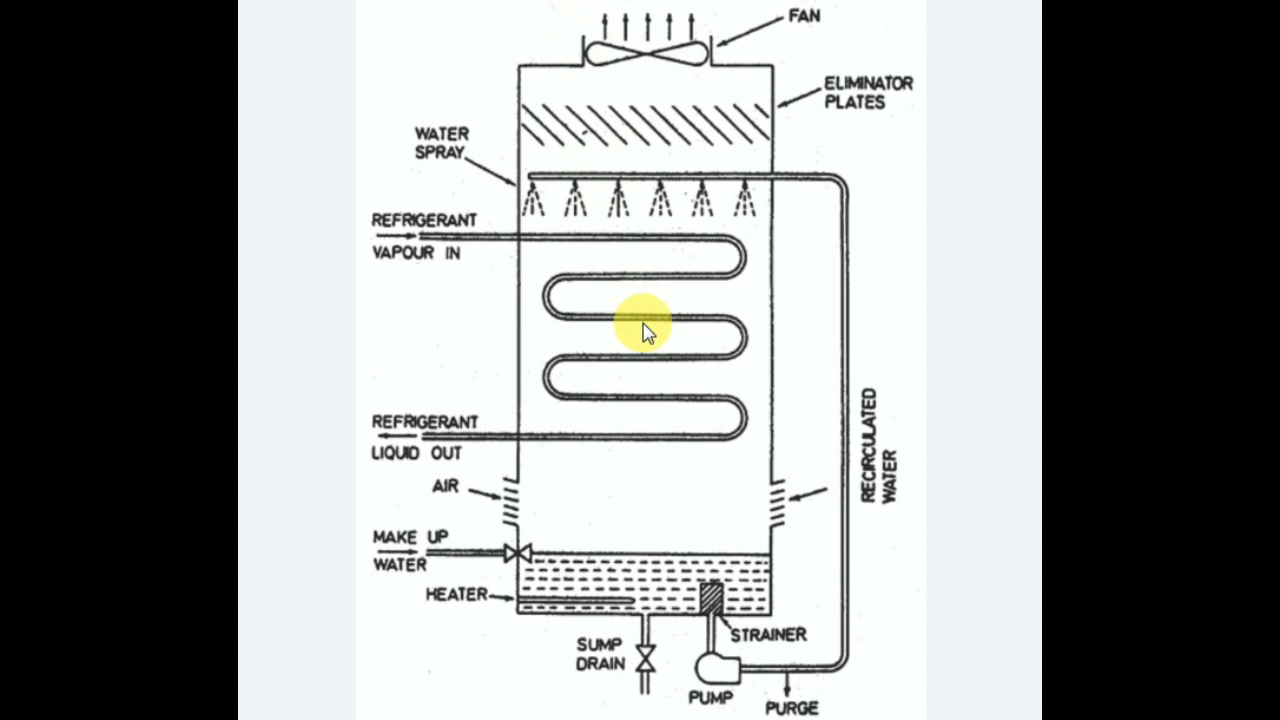 FAN
ELIMINATOR
PLATES
WATER
SPRAY
REFRIGERANT
VAPOUR IN
REFRIGERANT
LIQUID OUT
AIR
RECIRCULATED
WATER
MAKE UP
WATER
HEATER
STRAINER
SUMP
DRAIN
PUMP
PURGE